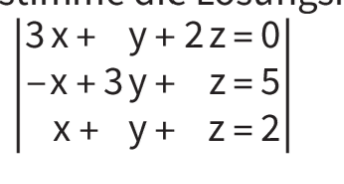 3x + y + 2z = 0
-x + 3y + z = 5
x + y + z = 2